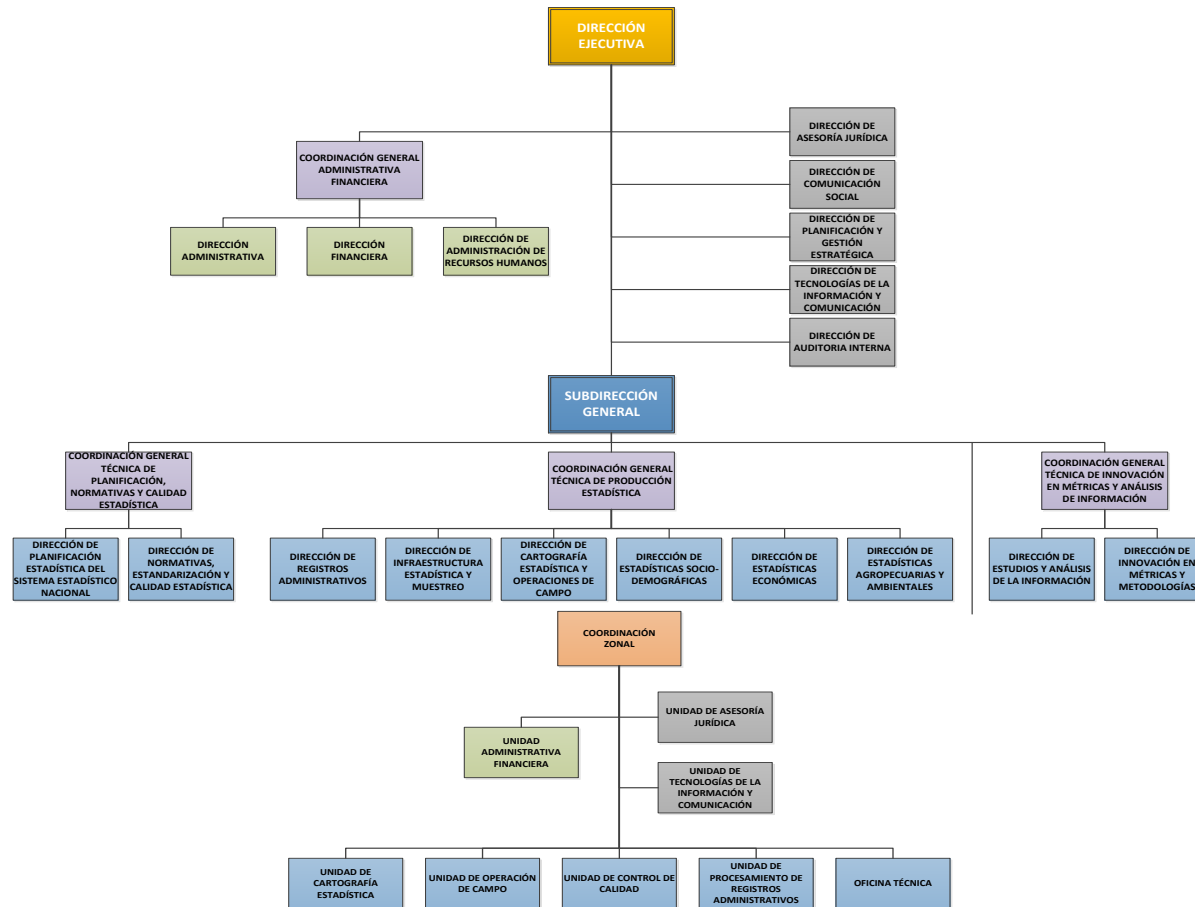 DIRECCIÓN
EJECUTIVA
DIRECCIÓN DE
ASESORÍA JURÍDICA
COORDINACIÓN GENERAL
ADMINISTRATIVA
FINANCIERA
DIRECCIÓN DE
COMUNICACIÓN
SOCIAL
DIRECCIÓN
ADMINISTRATIVA
DIRECCIÓN
FINANCIERA
DIRECCIÓN DE
ADMINISTRACIÓN DE
RECURSOS HUMANOS
DIRECCIÓN DE
PLANIFICACIÓN Y
GESTIÓN
ESTRATÉGICA
DIRECCIÓN DE
TECNOLOGÍAS DE LA
INFORMACIÓN Y
COMUNICACIÓN
DIRECCIÓN DE
AUDITORIA INTERNA
SUBDIRECCIÓN
GENERAL
COORDINACIÓN GENERAL
TÉCNICA DE
PLANIFICACIÓN,
NORMATIVAS Y CALIDAD
ESTADÍSTICA
COORDINACIÓN GENERAL
TÉCNICA DE PRODUCCIÓN
ESTADÍSTICA
COORDINACIÓN GENERAL
TÉCNICA DE INNOVACIÓN
EN MÉTRICAS Y ANÁLISIS
DE INFORMACIÓN
DIRECCIÓN DE
PLANIFICACIÓN
ESTADÍSTICA DEL
SISTEMA ESTADÍSTICO
NACIONAL
DIRECCIÓN DE
NORMATIVAS,
ESTANDARIZACIÓN Y
CALIDAD ESTADÍSTICA
DIRECCIÓN DE
REGISTROS
ADMINISTRATIVOS
DIRECCIÓN DE
INFRAESTRUCTURA
ESTADÍSTICA Y
MUESTREO
DIRECCIÓN DE
CARTOGRAFÍA
ESTADÍSTICA Y
OPERACIONES DE
CAMPO
DIRECCIÓN DE
ESTADÍSTICAS SOCIO-
DEMOGRÁFICAS
DIRECCIÓN DE
ESTADÍSTICAS
ECONÓMICAS
DIRECCIÓN DE
ESTADÍSTICAS
AGROPECUARIAS Y
AMBIENTALES
DIRECCIÓN DE
ESTUDIOS Y ANÁLISIS
DE LA INFORMACIÓN
DIRECCIÓN DE
INNOVACIÓN EN
MÉTRICAS Y
METODOLOGÍAS
COORDINACIÓN
ZONAL
UNIDAD DE ASESORÍA
JURÍDICA
UNIDAD
ADMINISTRATIVA
FINANCIERA
UNIDAD DE
TECNOLOGÍAS DE LA
INFORMACIÓN Y
COMUNICACIÓN
UNIDAD DE
CARTOGRAFÍA
ESTADÍSTICA
UNIDAD DE OPERACIÓN
DE CAMPO
UNIDAD DE CONTROL DE
CALIDAD
UNIDAD DE
PROCESAMIENTO DE
REGISTROS
ADMINISTRATIVOS
OFICINA TÉCNICA